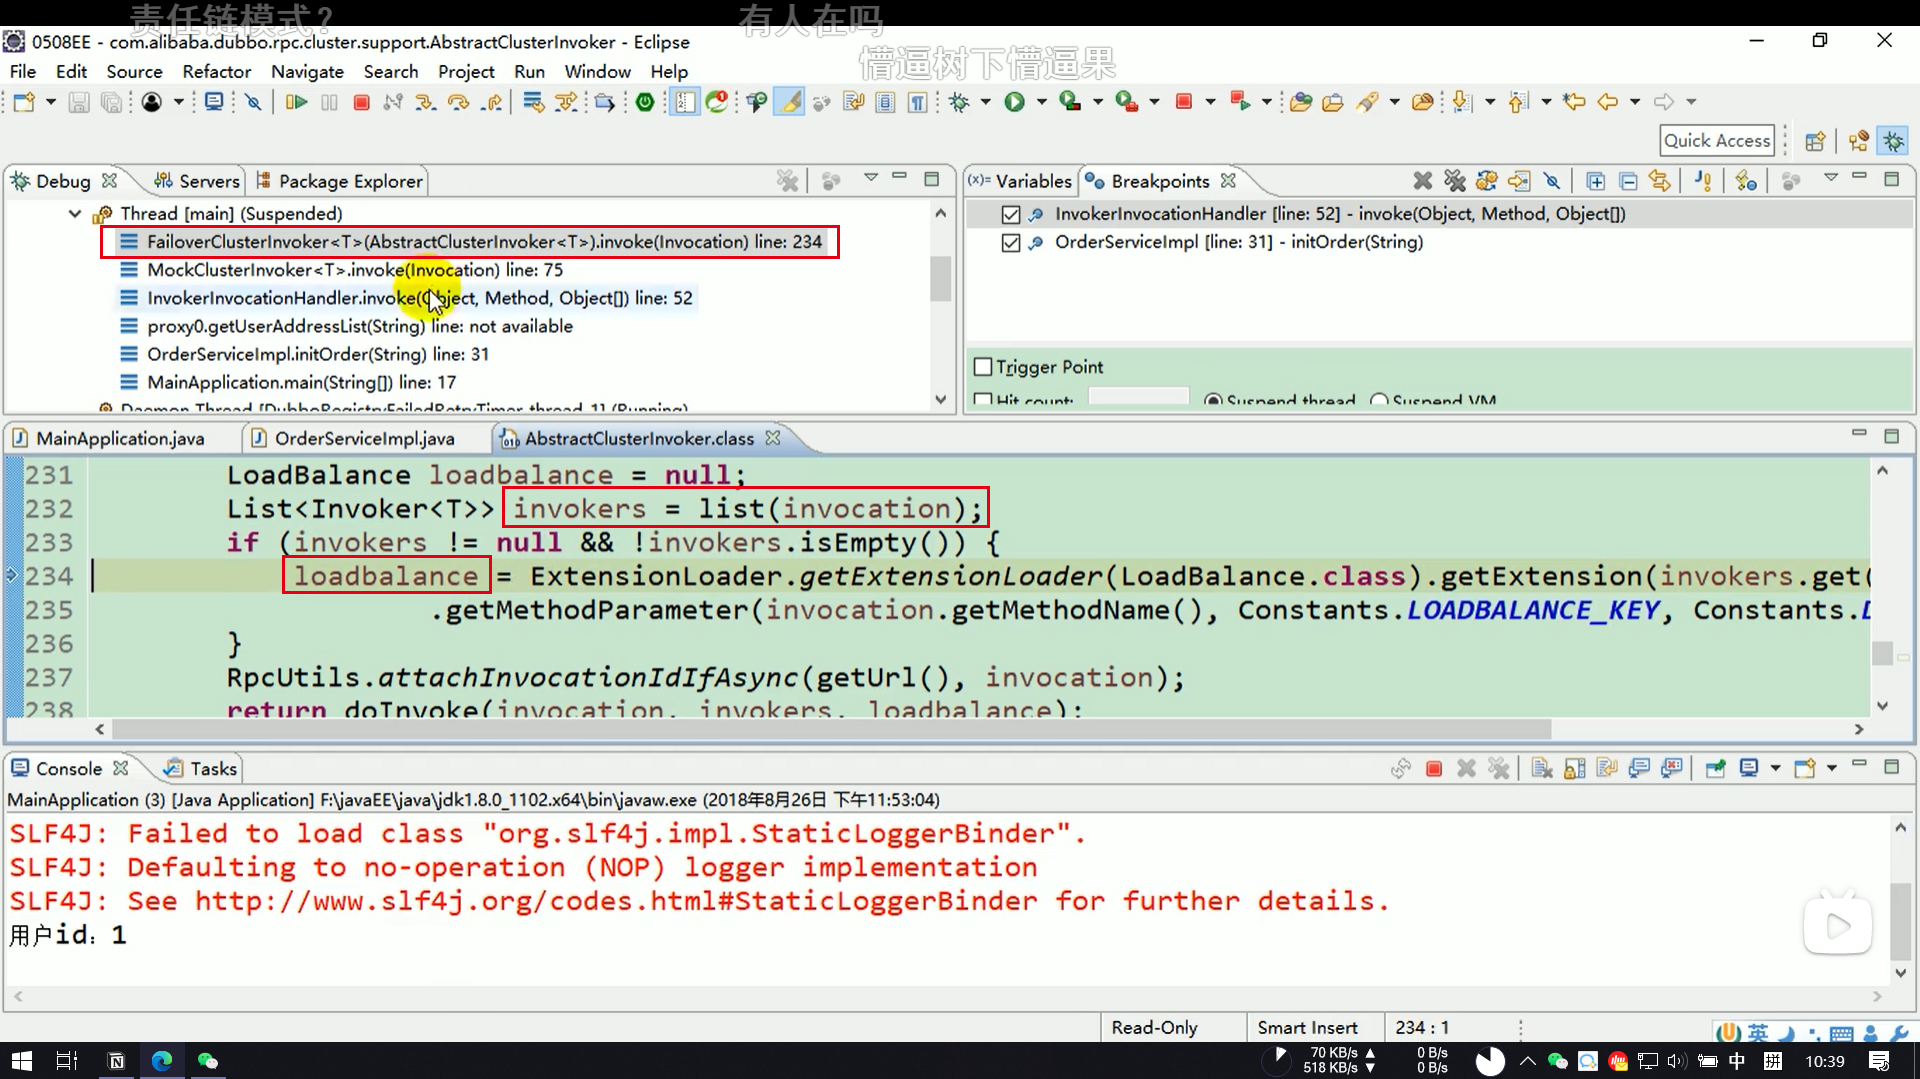 责任链模式?
有人在吗
0508EE - com.alibaba.dubbo.rpc.cluster.support.AbstractClusterInvoker - Eclipse
懵逼树下懵逼果
File Edit Source Refactor Navigate Search Project Run Window Help
Quick Access
Debug Servers Package Explorer
Thread [main] (Suspended)
FailoverClusterInvoker<T>(AbstractClusterInvoker<T>).invoke(Invocation) line: 234
MockClusterInvoker<T>.invoke(Invocation) line: 75
InvokerInvocationHandler.invoke(Object, Method, Object[]) line: 52
proxy0.getUserAddressList(String) line: not available
OrderServiceImpl.initOrder(String) line: 31
MainApplication.main(String[]) line: 17
Daemon Thread [DubboRegistryFailedRetryTimer-thread-1] (Running)
(x)= Variables Breakpoints
InvokerInvocationHandler [line: 52] - invoke(Object, Method, Object[])
OrderServiceImpl [line: 31] - initOrder(String)
Trigger Point
Hit count: Suspend thread Suspend VM
MainApplication.java OrderServiceImpl.java AbstractClusterInvoker.class
231 LoadBalance loadbalance = null;
232 List<Invoker<T>> invokers = list(invocation);
233 if (invokers != null && !invokers.isEmpty()) {
234 loadbalance = ExtensionLoader.getExtensionLoader(LoadBalance.class).getExtension(invokers.get(
235 .getMethodParameter(invocation.getMethodName(), Constants.LOADBALANCE_KEY, Constants.D
236 }
237 RpcUtils.attachInvocationIdIfAsync(getUrl(), invocation);
238 return doInvoke(invocation, invokers, loadbalance);
Console Tasks
MainApplication (3) [Java Application] F:\javaEE\java\jdk1.8.0_1102.x64\bin\javaw.exe (2018年8月26日 下午11:53:04)
SLF4J: Failed to load class "org.slf4j.impl.StaticLoggerBinder".
SLF4J: Defaulting to no-operation (NOP) logger implementation
SLF4J: See http://www.slf4j.org/codes.html#StaticLoggerBinder for further details.
用户id：1
Read-Only Smart Insert 234 : 1
英
70 KB/s 0 B/s
518 KB/s 0 B/s
中 拼 10:39